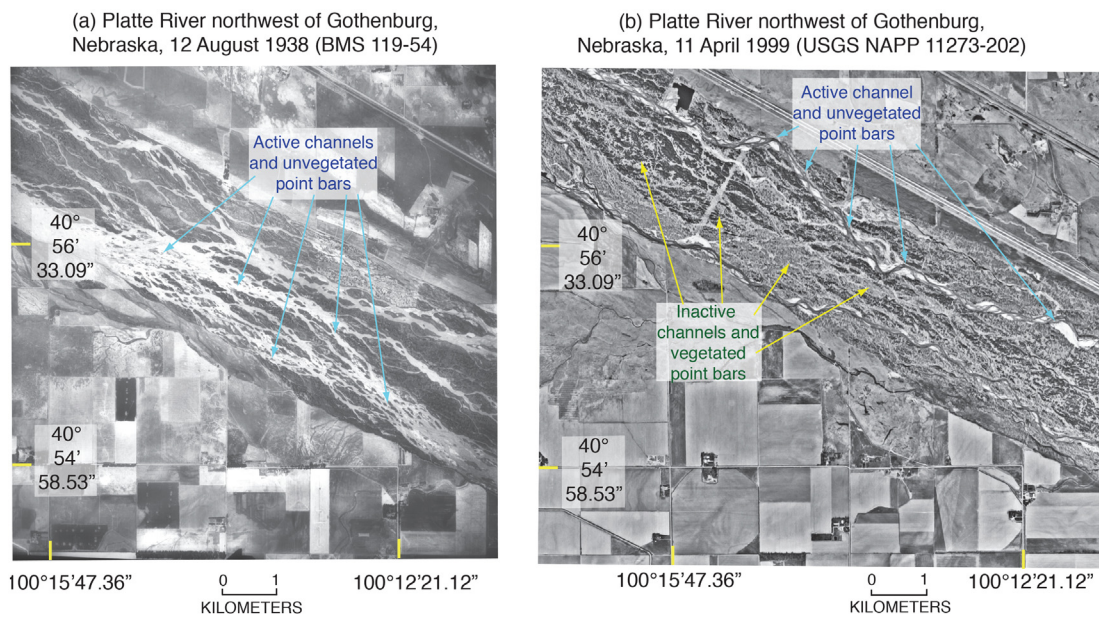 (a) Platte River northwest of Gothenburg,
Nebraska, 12 August 1938 (BMS 119-54)
Active channels
and unvegetated
point bars
40°
56’
33.09”
40°
54’
58.53”
100°15’47.36”
0 1
KILOMETERS
100°12’21.12”
(b) Platte River northwest of Gothenburg,
Nebraska, 11 April 1999 (USGS NAPP 11273-202)
Active channel
and unvegetated
point bars
40°
56’
33.09”
Inactive
channels and
vegetated
point bars
40°
54’
58.53”
100°15’47.36”
0 1
KILOMETERS
100°12’21.12”